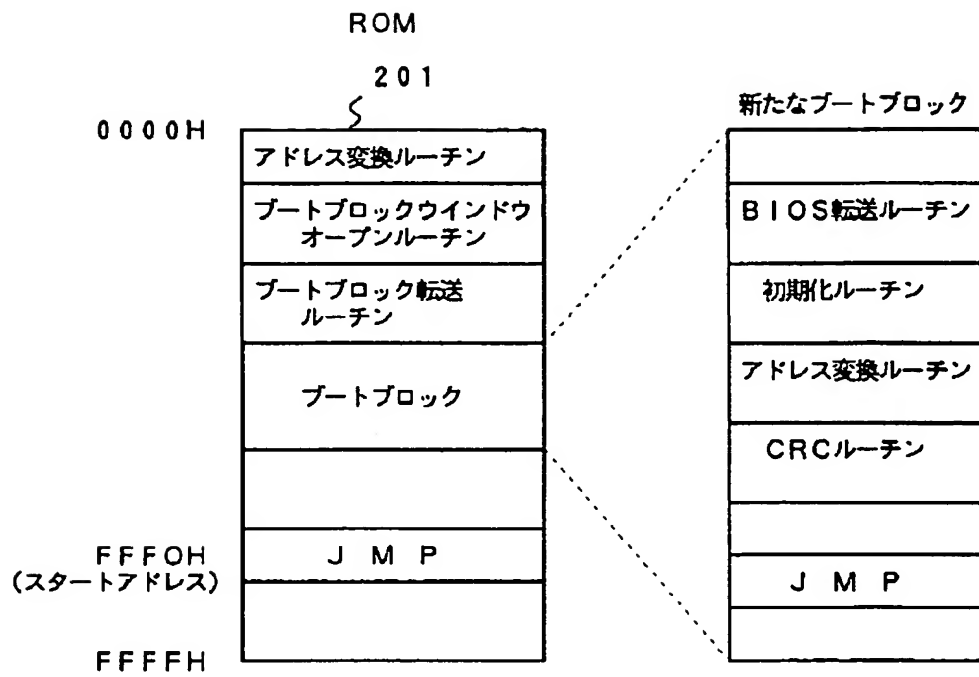 ROM
201
0000H
アドレス変換ルーチン
ブートブロックウインドウ
オープンルーチン
ブートブロック転送
ルーチン
ブートブロック
FFF0H
(スタートアドレス)
JMP
FFFFH
新たなブートブロック
BIOS転送ルーチン
初期化ルーチン
アドレス変換ルーチン
CRCルーチン
JMP